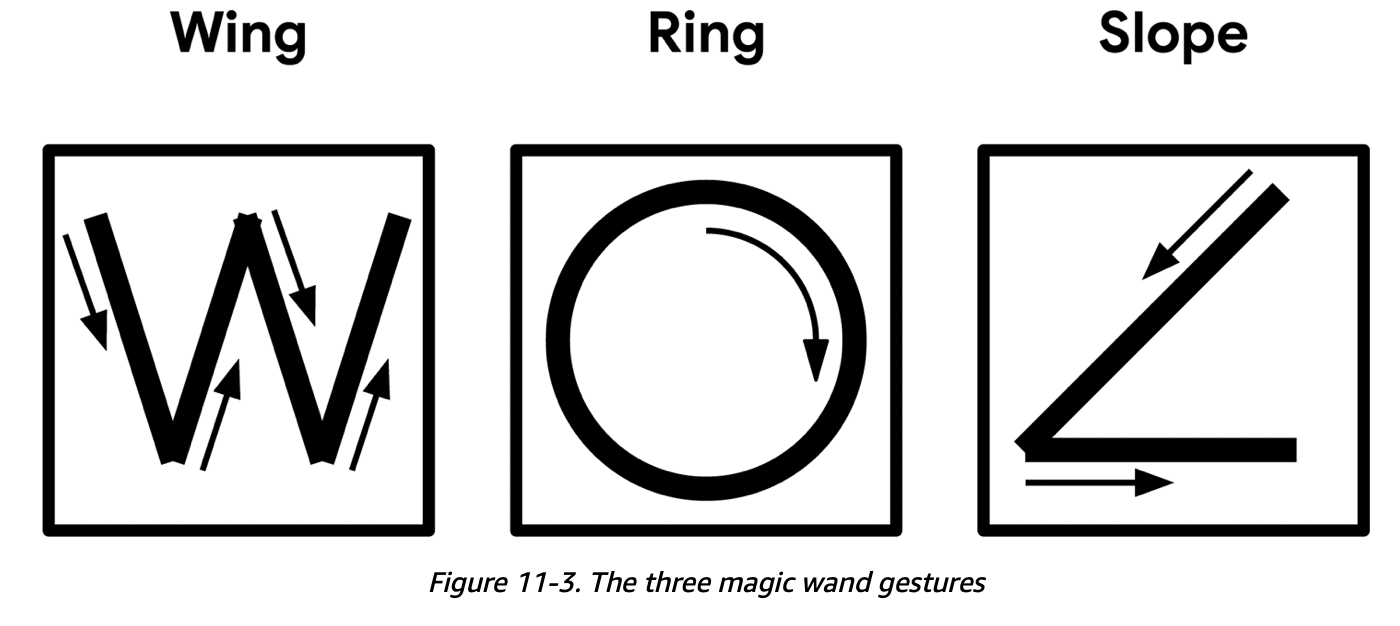 Wing Ring Slope
Figure 11-3. The three magic wand gestures